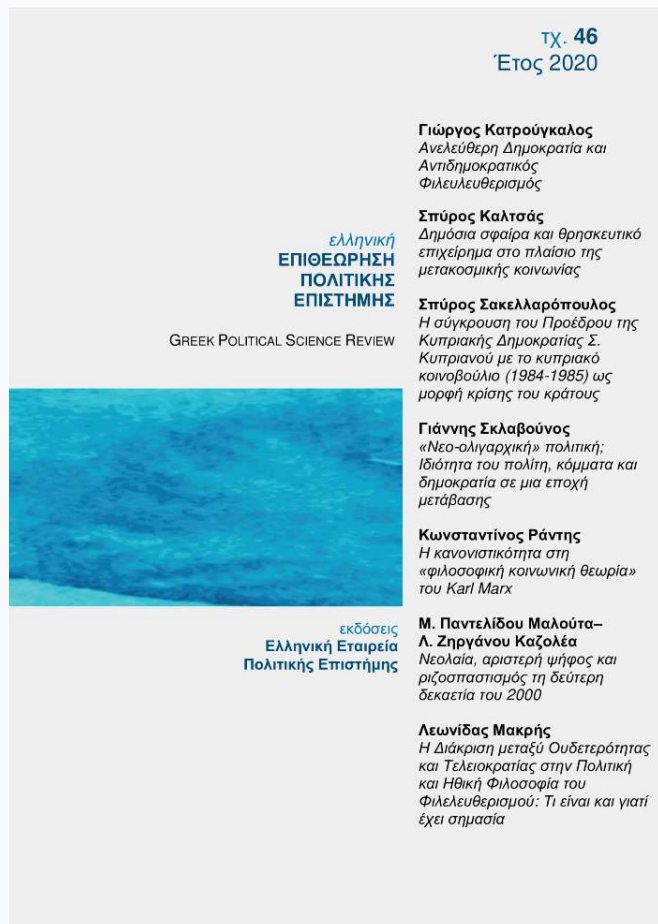 τχ. 46
Έτος 2020
ελληνική
ΕΠΙΘΕΩΡΗΣΗ
ΠΟΛΙΤΙΚΗΣ
ΕΠΙΣΤΗΜΗΣ
GREEK POLITICAL SCIENCE REVIEW
εκδόσεις
Ελληνική Εταιρεία
Πολιτικής Επιστήμης
Γιώργος Κατρούγκαλος
Ανελεύθερη Δημοκρατία και
Αντιδημοκρατικός
Φιλευλευθερισμός
Σπύρος Καλτσάς
Δημόσια σφαίρα και θρησκευτικό
επιχείρημα στο πλαίσιο της
μετακοσμικής κοινωνίας
Σπύρος Σακελλαρόπουλος
Η σύγκρουση του Προέδρου της
Κυπριακής Δημοκρατίας Σ.
Κυπριανού με το κυπριακό
κοινοβούλιο (1984-1985) ως
μορφή κρίσης του κράτους
Γιάννης Σκλαβούνος
«Νεο-ολιγαρχική» πολιτική;
Ιδιότητα του πολίτη, κόμματα και
δημοκρατία σε μια εποχή
μετάβασης
Κωνσταντίνος Ράντης
Η κανονιστικότητα στη
«φιλοσοφική κοινωνική θεωρία»
του Karl Marx
Μ. Παντελίδου Μαλούτα–
Λ. Ζηργάνου Καζολέα
Νεολαία, αριστερή ψήφος και
ριζοσπαστισμός τη δεύτερη
δεκαετία του 2000
Λεωνίδας Μακρής
Η Διάκριση μεταξύ Ουδετερότητας
και Τελειοκρατίας στην Πολιτική
και Ηθική Φιλοσοφία του
Φιλελευθερισμού: Τι είναι και γιατί
έχει σημασία